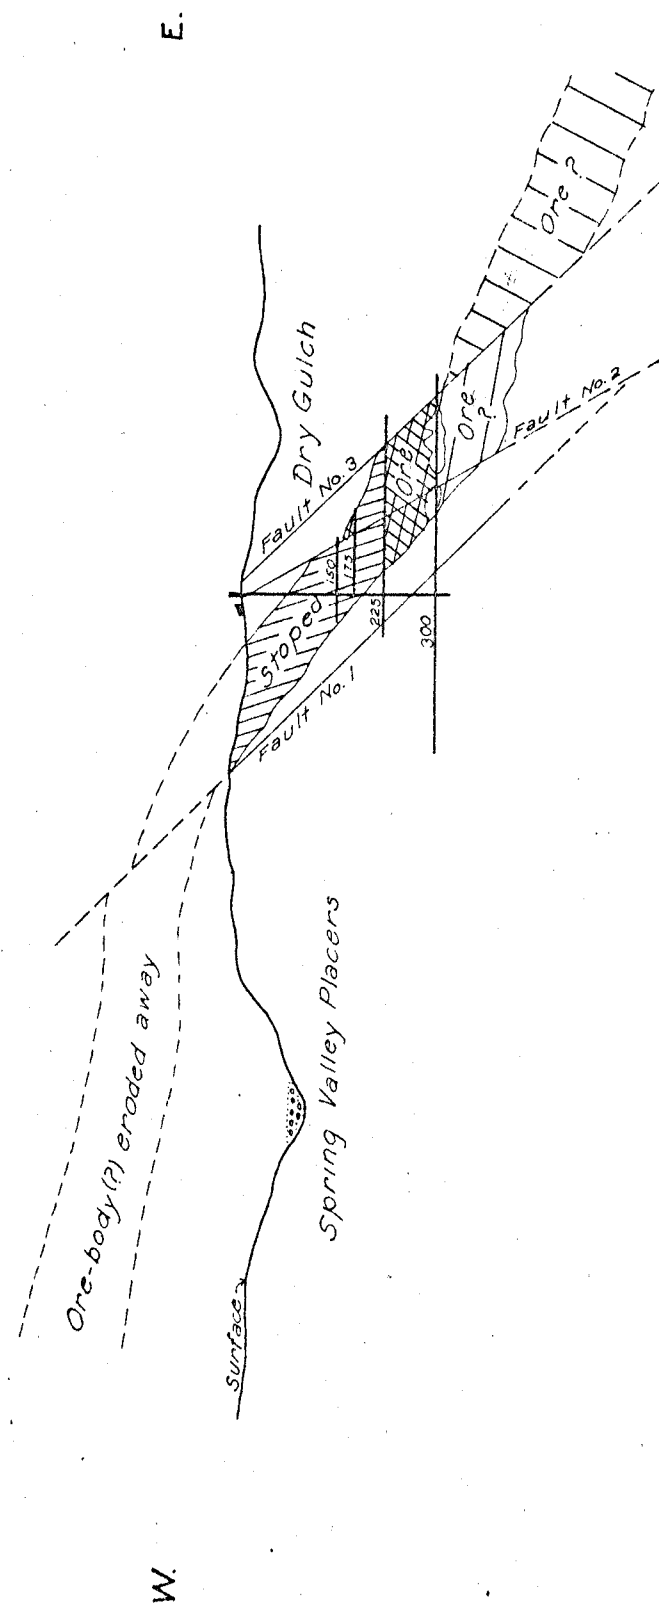 W.
E.
Ore-body(?) eroded away
surface
Spring Valley Placers
Dry Gulch
Fault No. 1
Fault No. 3
Fault No. 2
Stoped
150
175
225
300
Ore
Ore
?
Ore ?